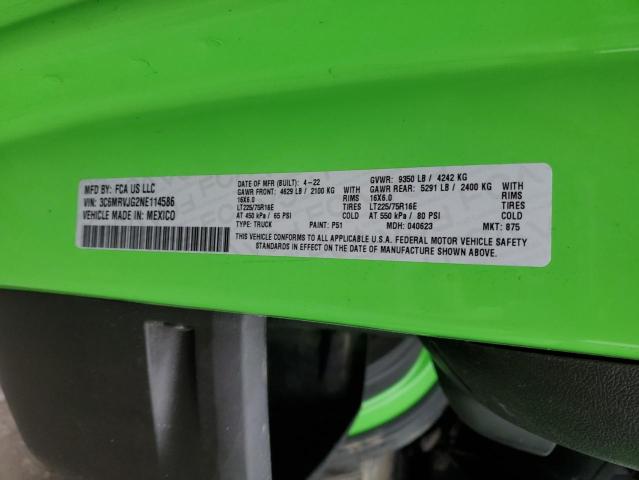 MFD BY: FCA US LLC
VIN: 3C6MRVJG2NE114586
VEHICLE MADE IN: MEXICO
DATE OF MFR (BUILT): 4-22 GVWR: 9350 LB / 4242 KG
GAWR FRONT: 4629 LB / 2100 KG WITH GAWR REAR: 5291 LB / 2400 KG WITH
16X6.0 RIMS 16X6.0 RIMS
LT225/75R16E TIRES LT225/75R16E TIRES
AT 450 kPa / 65 PSI COLD AT 550 kPa / 80 PSI COLD
TYPE: TRUCK PAINT: P51 MDH: 040623 MKT: 875
THIS VEHICLE CONFORMS TO ALL APPLICABLE U.S.A. FEDERAL MOTOR VEHICLE SAFETY
STANDARDS IN EFFECT ON THE DATE OF MANUFACTURE SHOWN ABOVE.